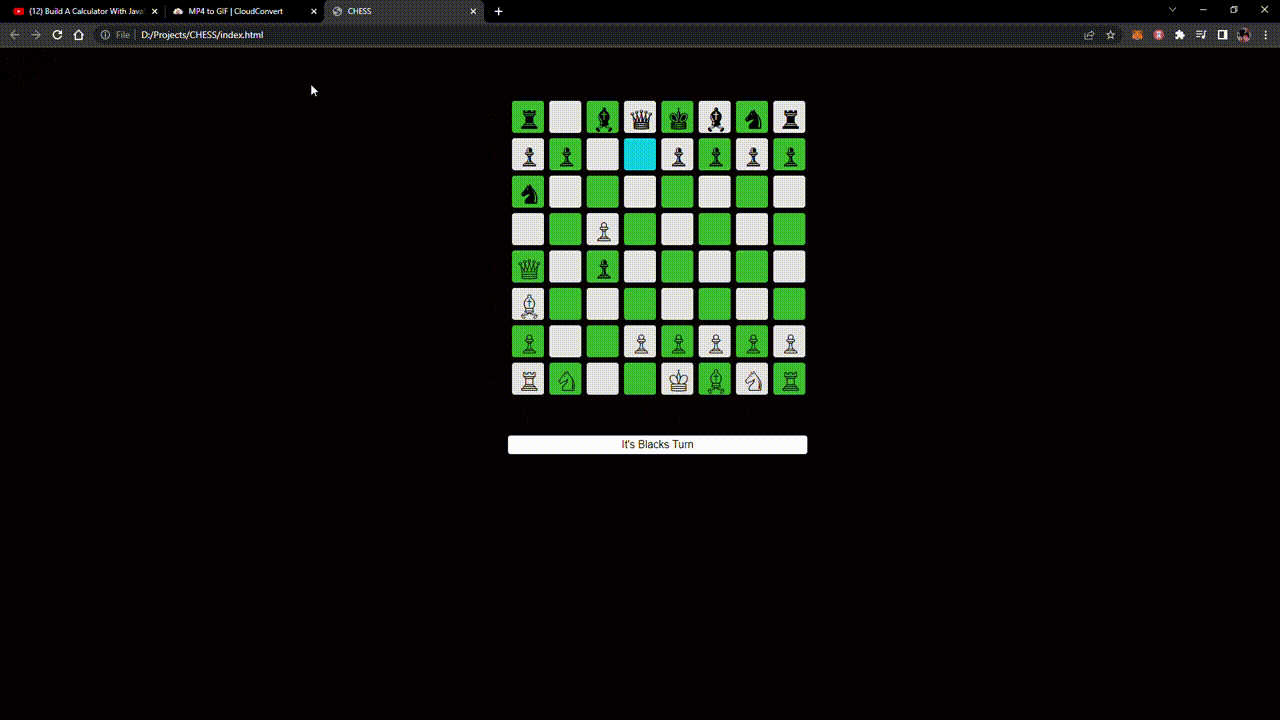 (12) Build A Calculator With Java
MP4 to GIF | CloudConvert
CHESS
File
D:/Projects/CHESS/index.html
It's Blacks Turn